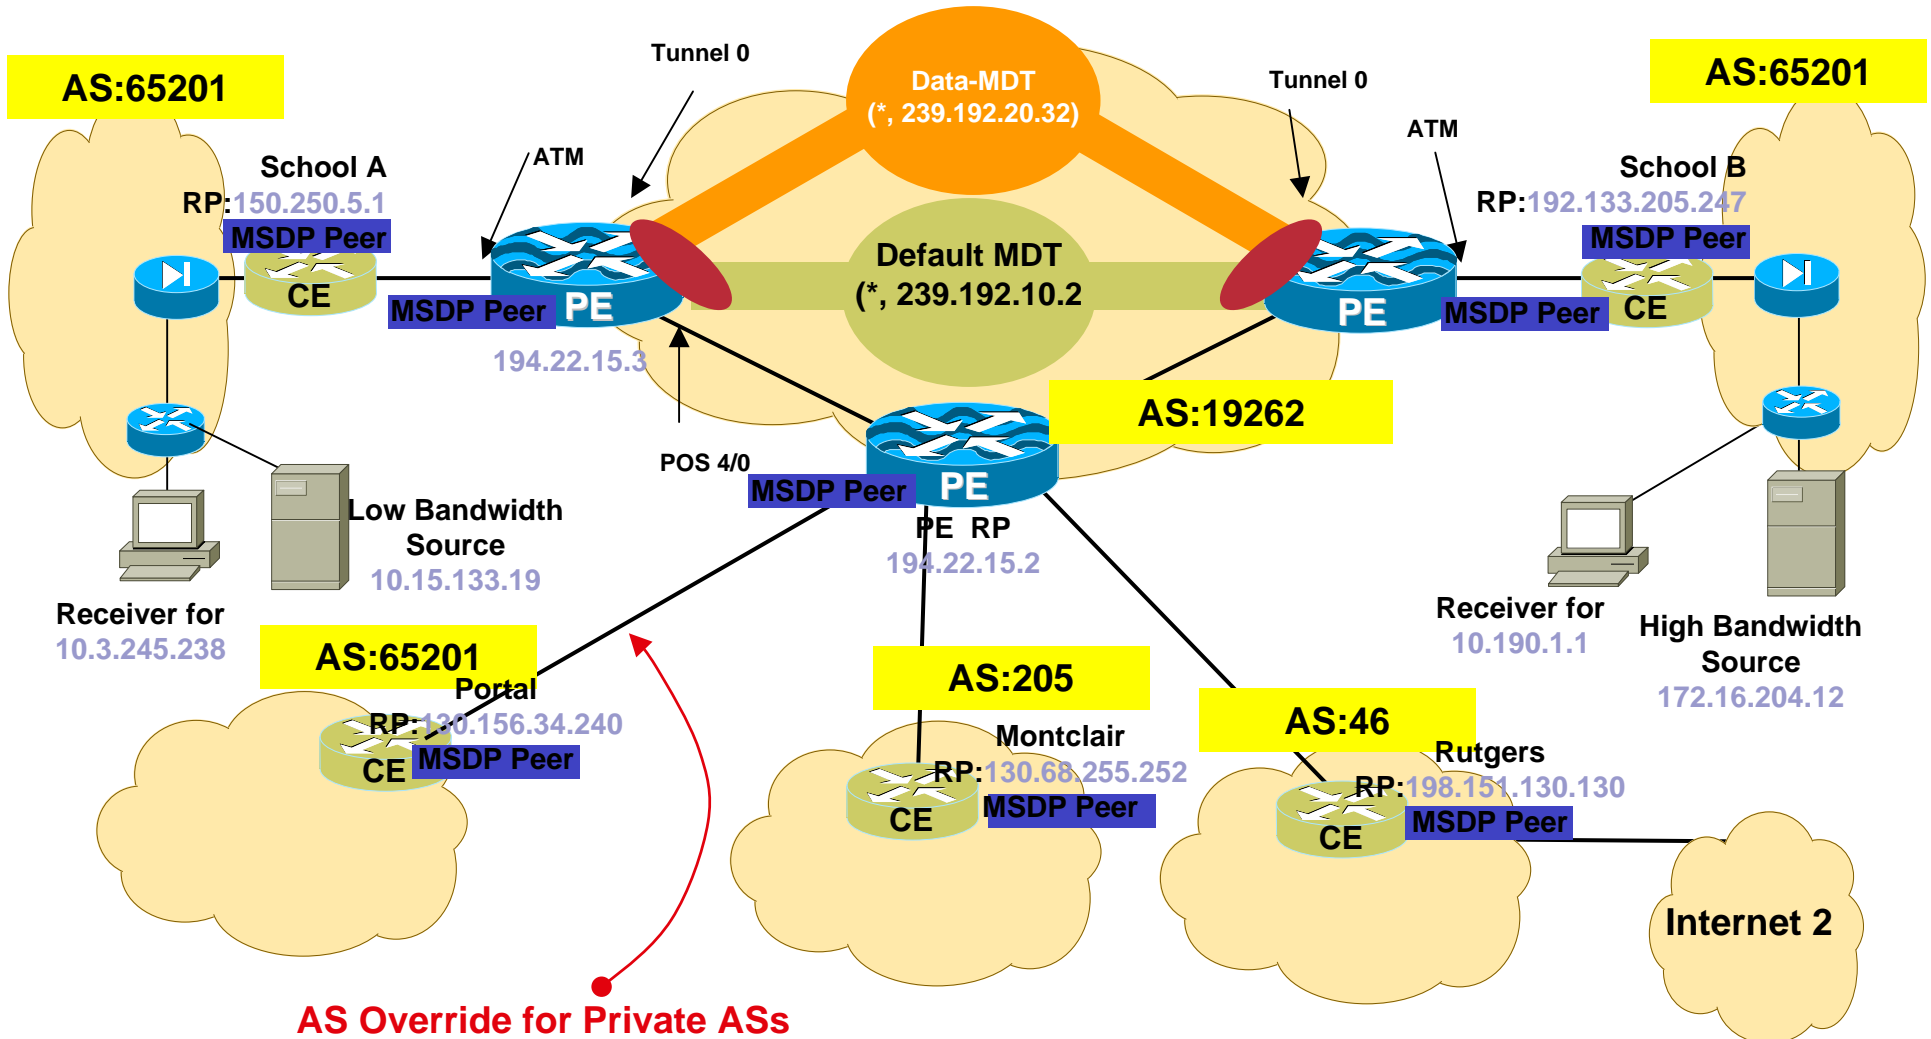 Tunnel 0
Data-MDT
(*, 239.192.20.32)
Tunnel 0
AS:65201
AS:65201
ATM
ATM
School A
RP:150.250.5.1
MSDP Peer
CE
MSDP Peer
PE
194.22.15.3
Default MDT
(*, 239.192.10.2
School B
RP:192.133.205.247
MSDP Peer
CE
MSDP Peer
PE
AS:19262
POS 4/0
MSDP Peer
PE
PE RP
194.22.15.2
Low Bandwidth
Source
10.15.133.19
Receiver for
10.3.245.238
Receiver for
10.190.1.1
High Bandwidth
Source
172.16.204.12
AS:65201
Portal
RP:130.156.34.240
MSDP Peer
CE
AS:205
Montclair
RP:130.68.255.252
MSDP Peer
CE
AS:46
Rutgers
RP:198.151.130.130
MSDP Peer
CE
Internet 2
AS Override for Private ASs